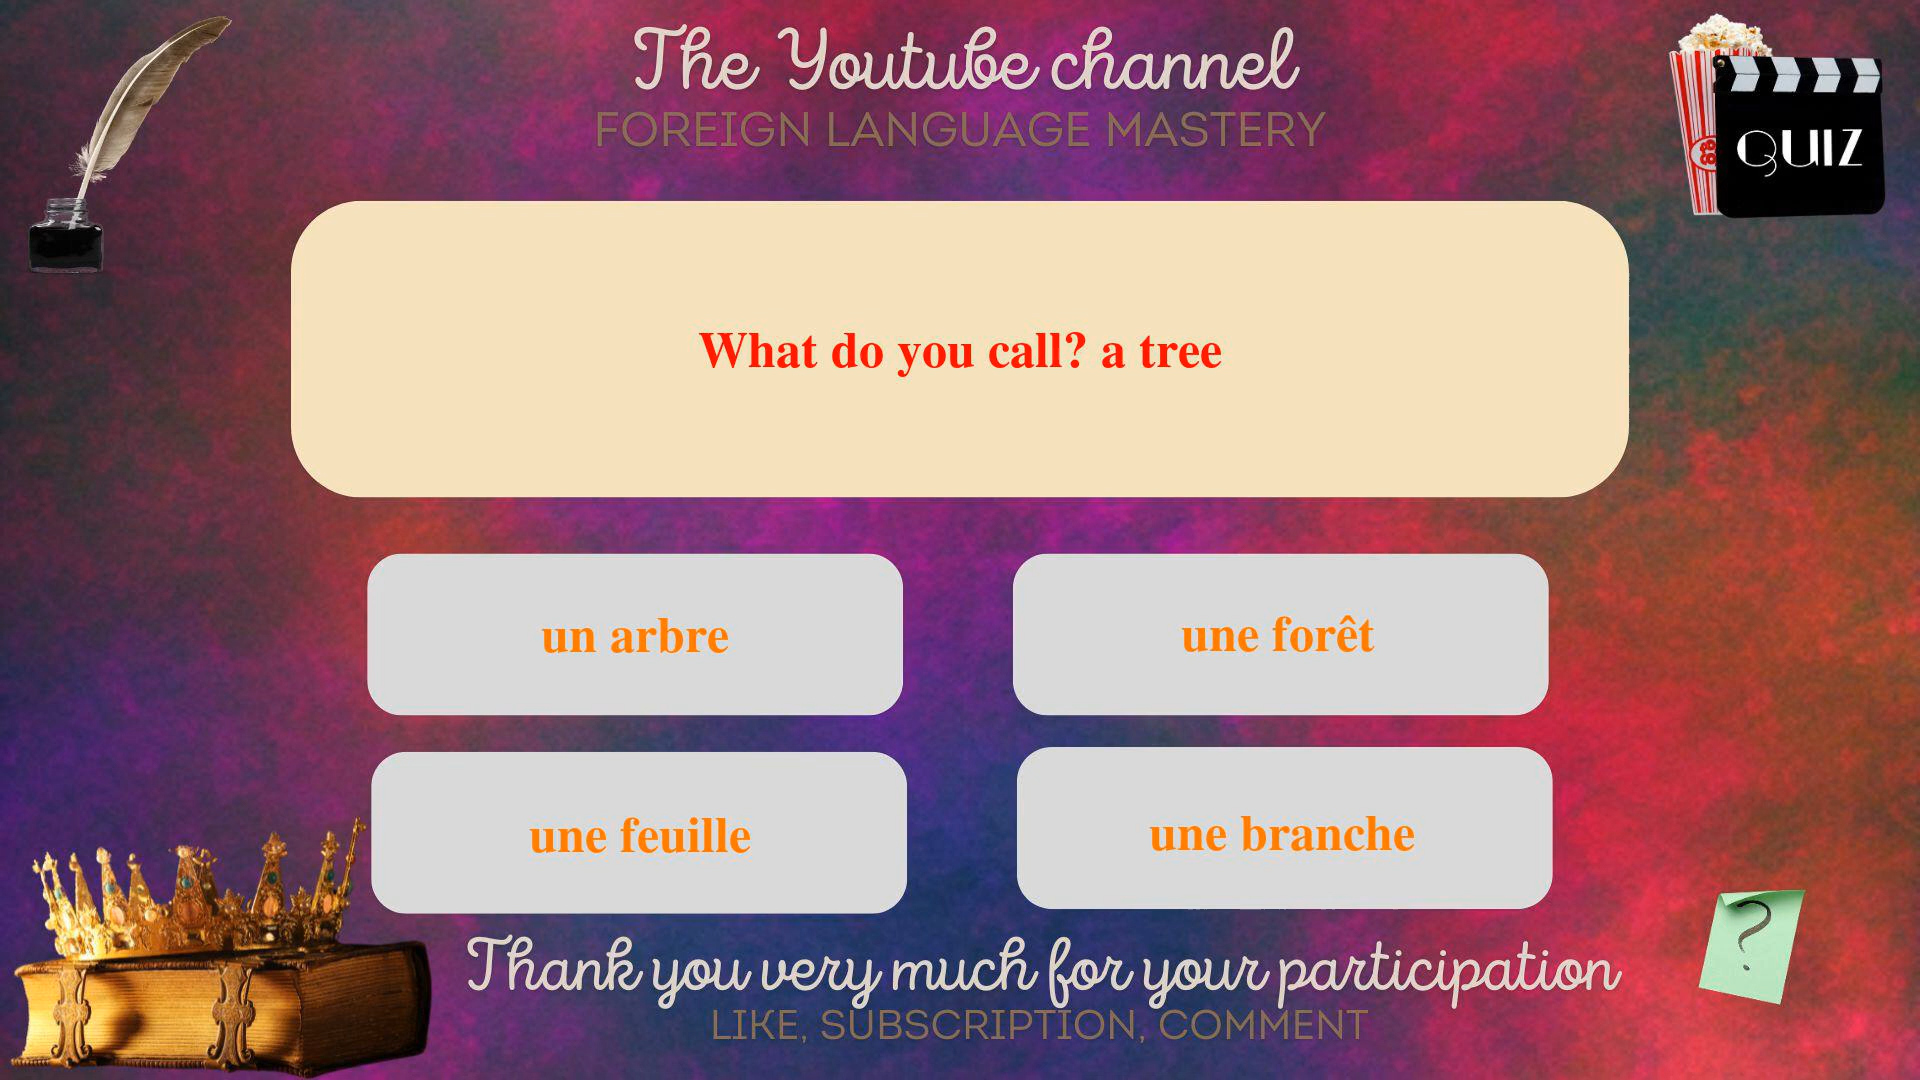 The Youtube channel
FOREIGN LANGUAGE MASTERY
QUIZ
What do you call? a tree
un arbre
une forêt
une feuille
une branche
?
Thank you very much for your participation
LIKE, SUBSCRIPTION, COMMENT